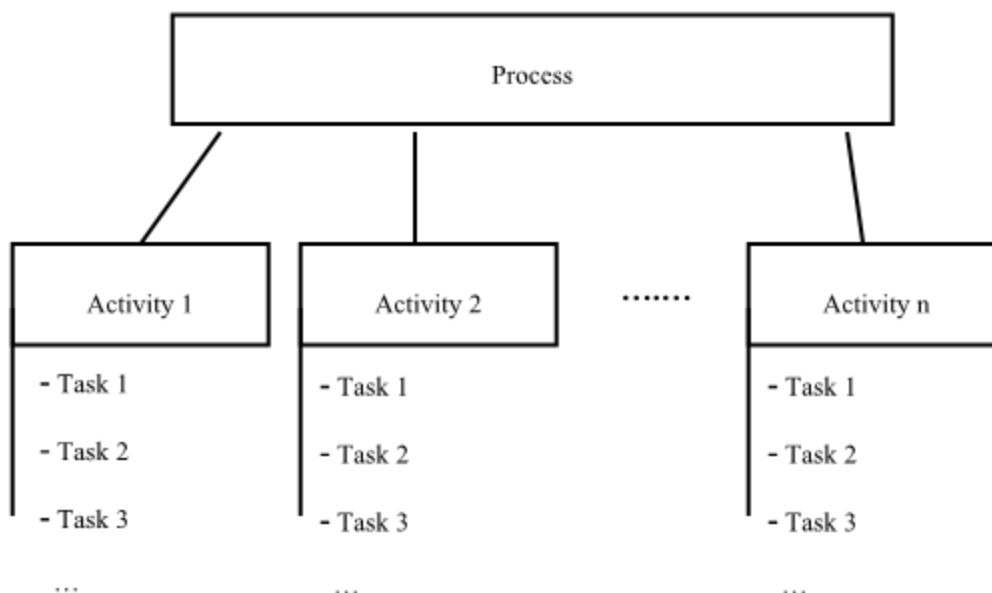 Process
Activity 1
- Task 1
- Task 2
- Task 3
...
Activity 2
- Task 1
- Task 2
- Task 3
...
.......
Activity n
- Task 1
- Task 2
- Task 3
...